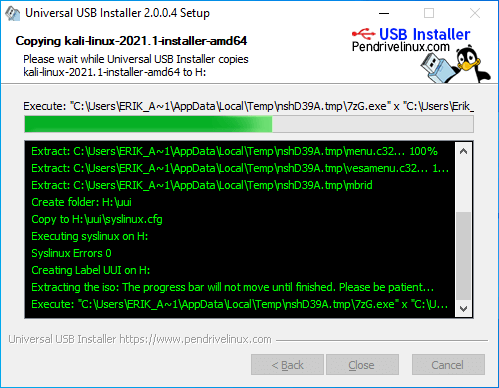 Universal USB Installer 2.0.0.4 Setup
Copying kali-linux-2021.1-installer-amd64
Please wait while Universal USB Installer copies
kali-linux-2021.1-installer-amd64 to H:
USB Installer
Pendrivelinux.com
Execute: "C:\Users\ERIK_A~1\AppData\Local\Temp\nshD39A.tmp\7zG.exe" x "C:\Users\Erik_
Extract: C:\Users\ERIK_A~1\AppData\Local\Temp\nshD39A.tmp\menu.c32... 100%
Extract: C:\Users\ERIK_A~1\AppData\Local\Temp\nshD39A.tmp\vesamenu.c32... 1...
Extract: C:\Users\ERIK_A~1\AppData\Local\Temp\nshD39A.tmp\mbrid
Create folder: H:\uui
Copy to H:\uui\syslinux.cfg
Executing syslinux on H:
Syslinux Errors 0
Creating Label UUI on H:
Extracting the iso: The progress bar will not move until finished. Please be patient...
Execute: "C:\Users\ERIK_A~1\AppData\Local\Temp\nshD39A.tmp\7zG.exe" x "C:\U...
Universal USB Installer https://www.pendrivelinux.com
< Back
Close
Cancel